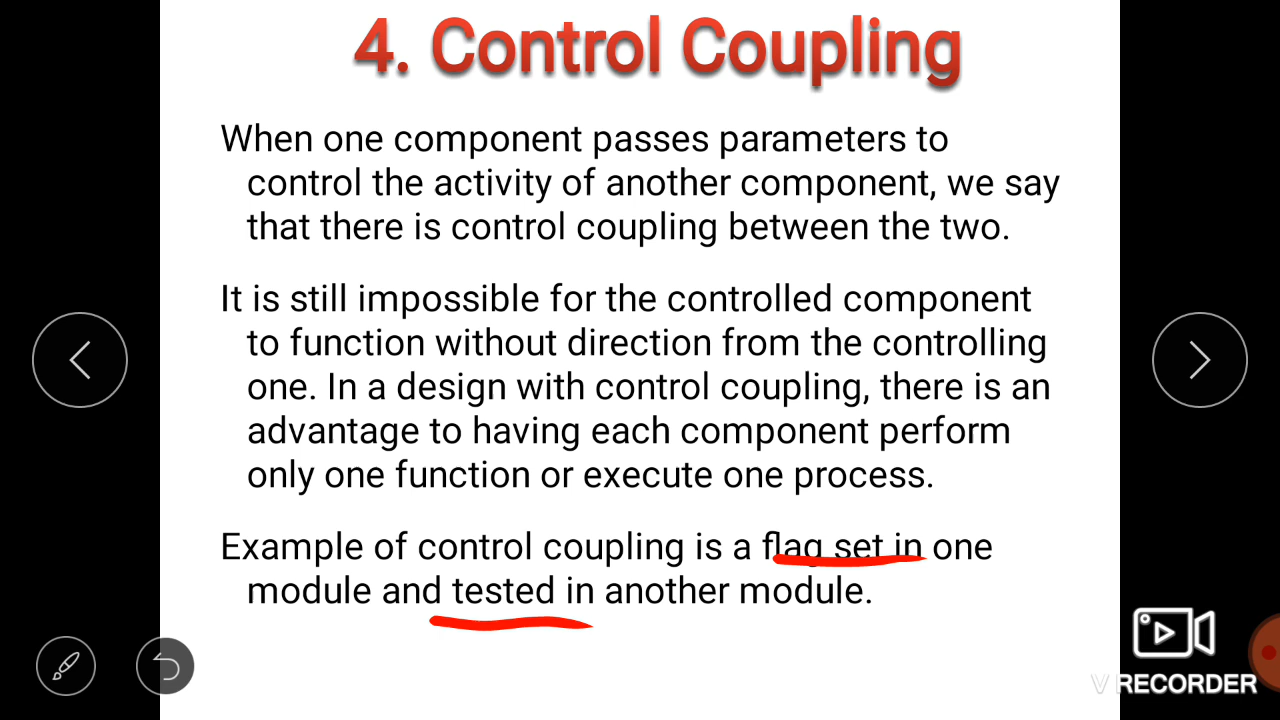 4. Control Coupling
When one component passes parameters to
control the activity of another component, we say
that there is control coupling between the two.
It is still impossible for the controlled component
to function without direction from the controlling
one. In a design with control coupling, there is an
advantage to having each component perform
only one function or execute one process.
Example of control coupling is a flag set in one
module and tested in another module.
V RECORDER